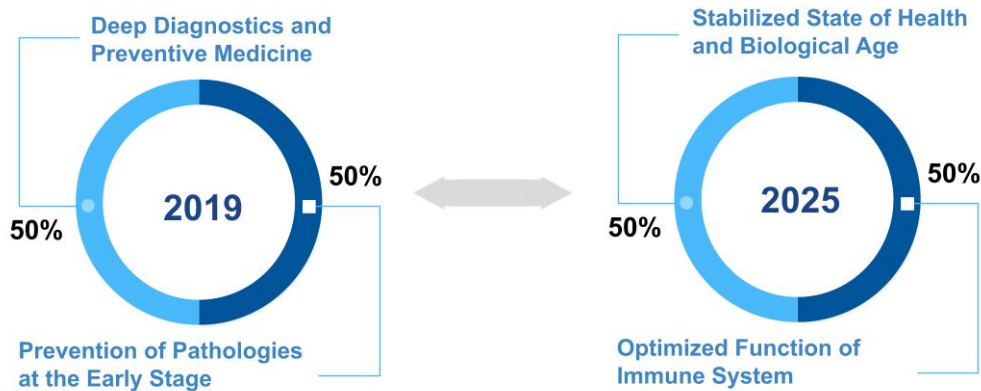 Deep Diagnostics and
Preventive Medicine
50%
2019
50%
Prevention of Pathologies
at the Early Stage
Stabilized State of Health
and Biological Age
50%
2025
50%
Optimized Function of
Immune System